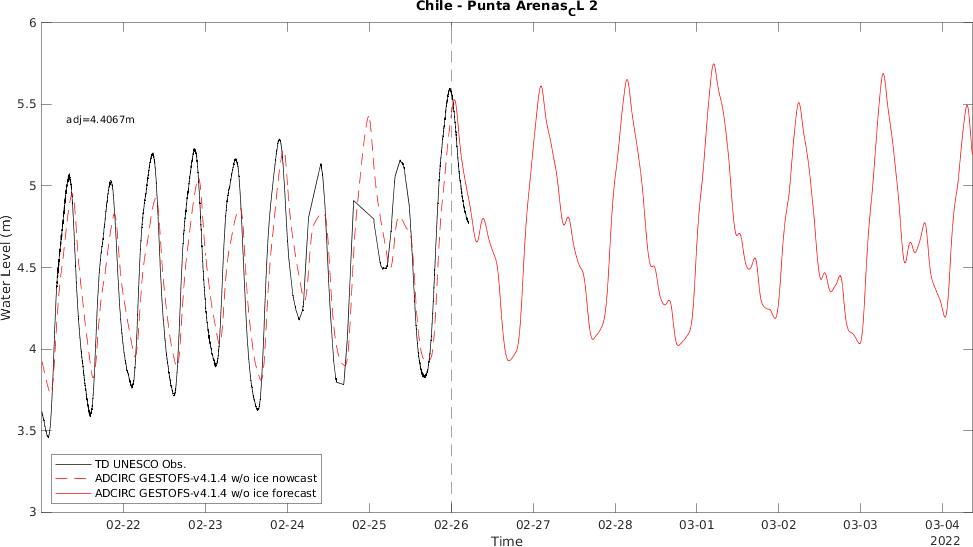 Chile - Punta Arenas_CL 2
6
5.5
adj=4.4067m
5
Water Level (m)
4.5
4
3.5
TD UNESCO Obs.
ADCIRC GESTOFS-v4.1.4 w/o ice nowcast
ADCIRC GESTOFS-v4.1.4 w/o ice forecast
3
02-22 02-23 02-24 02-25 02-26 02-27 02-28 03-01 03-02 03-03 03-04
Time
2022